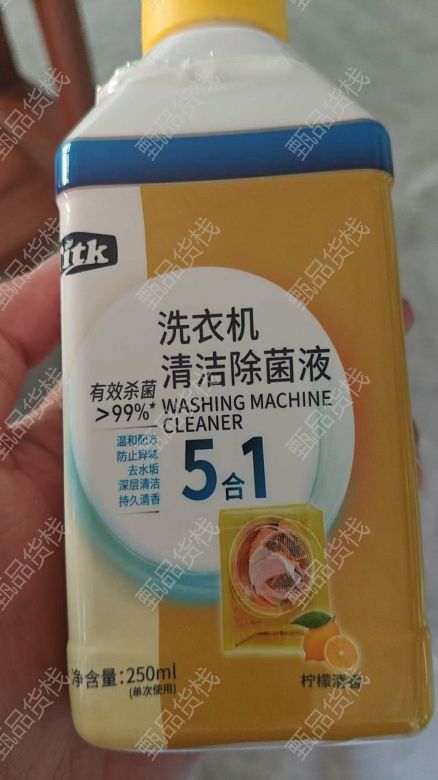 itk
洗衣机
清洁除菌液
有效杀菌
>99%*
WASHING MACHINE
CLEANER
温和配方
防止异味
去水垢
深层清洁
持久清香
5合1
净含量:250ml
(单次使用)
柠檬清香
甄品货栈